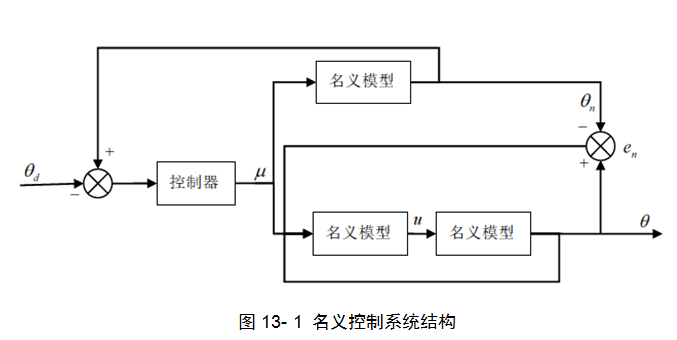 名义模型
θn
−
+
en
θd
+
−
控制器
μ
名义模型
u
名义模型
θ
图 13- 1 名义控制系统结构